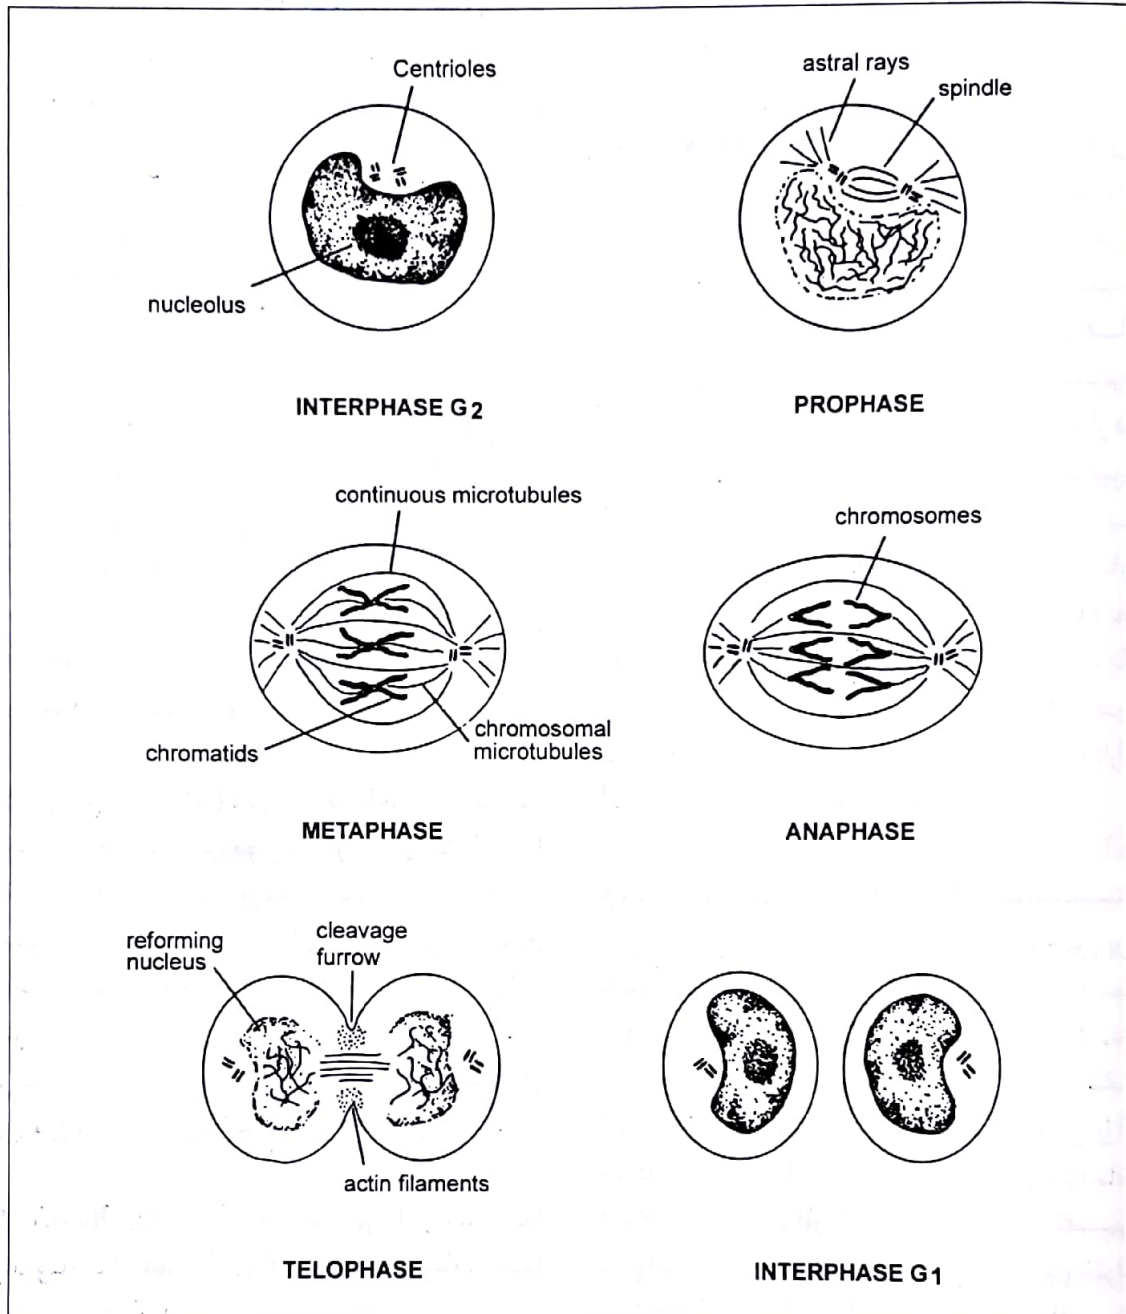 Centrioles
astral rays
spindle
nucleolus
INTERPHASE G2
PROPHASE
continuous microtubules
chromosomes
chromatids
chromosomal
microtubules
METAPHASE
ANAPHASE
reforming
nucleus
cleavage
furrow
actin filaments
TELOPHASE
INTERPHASE G1